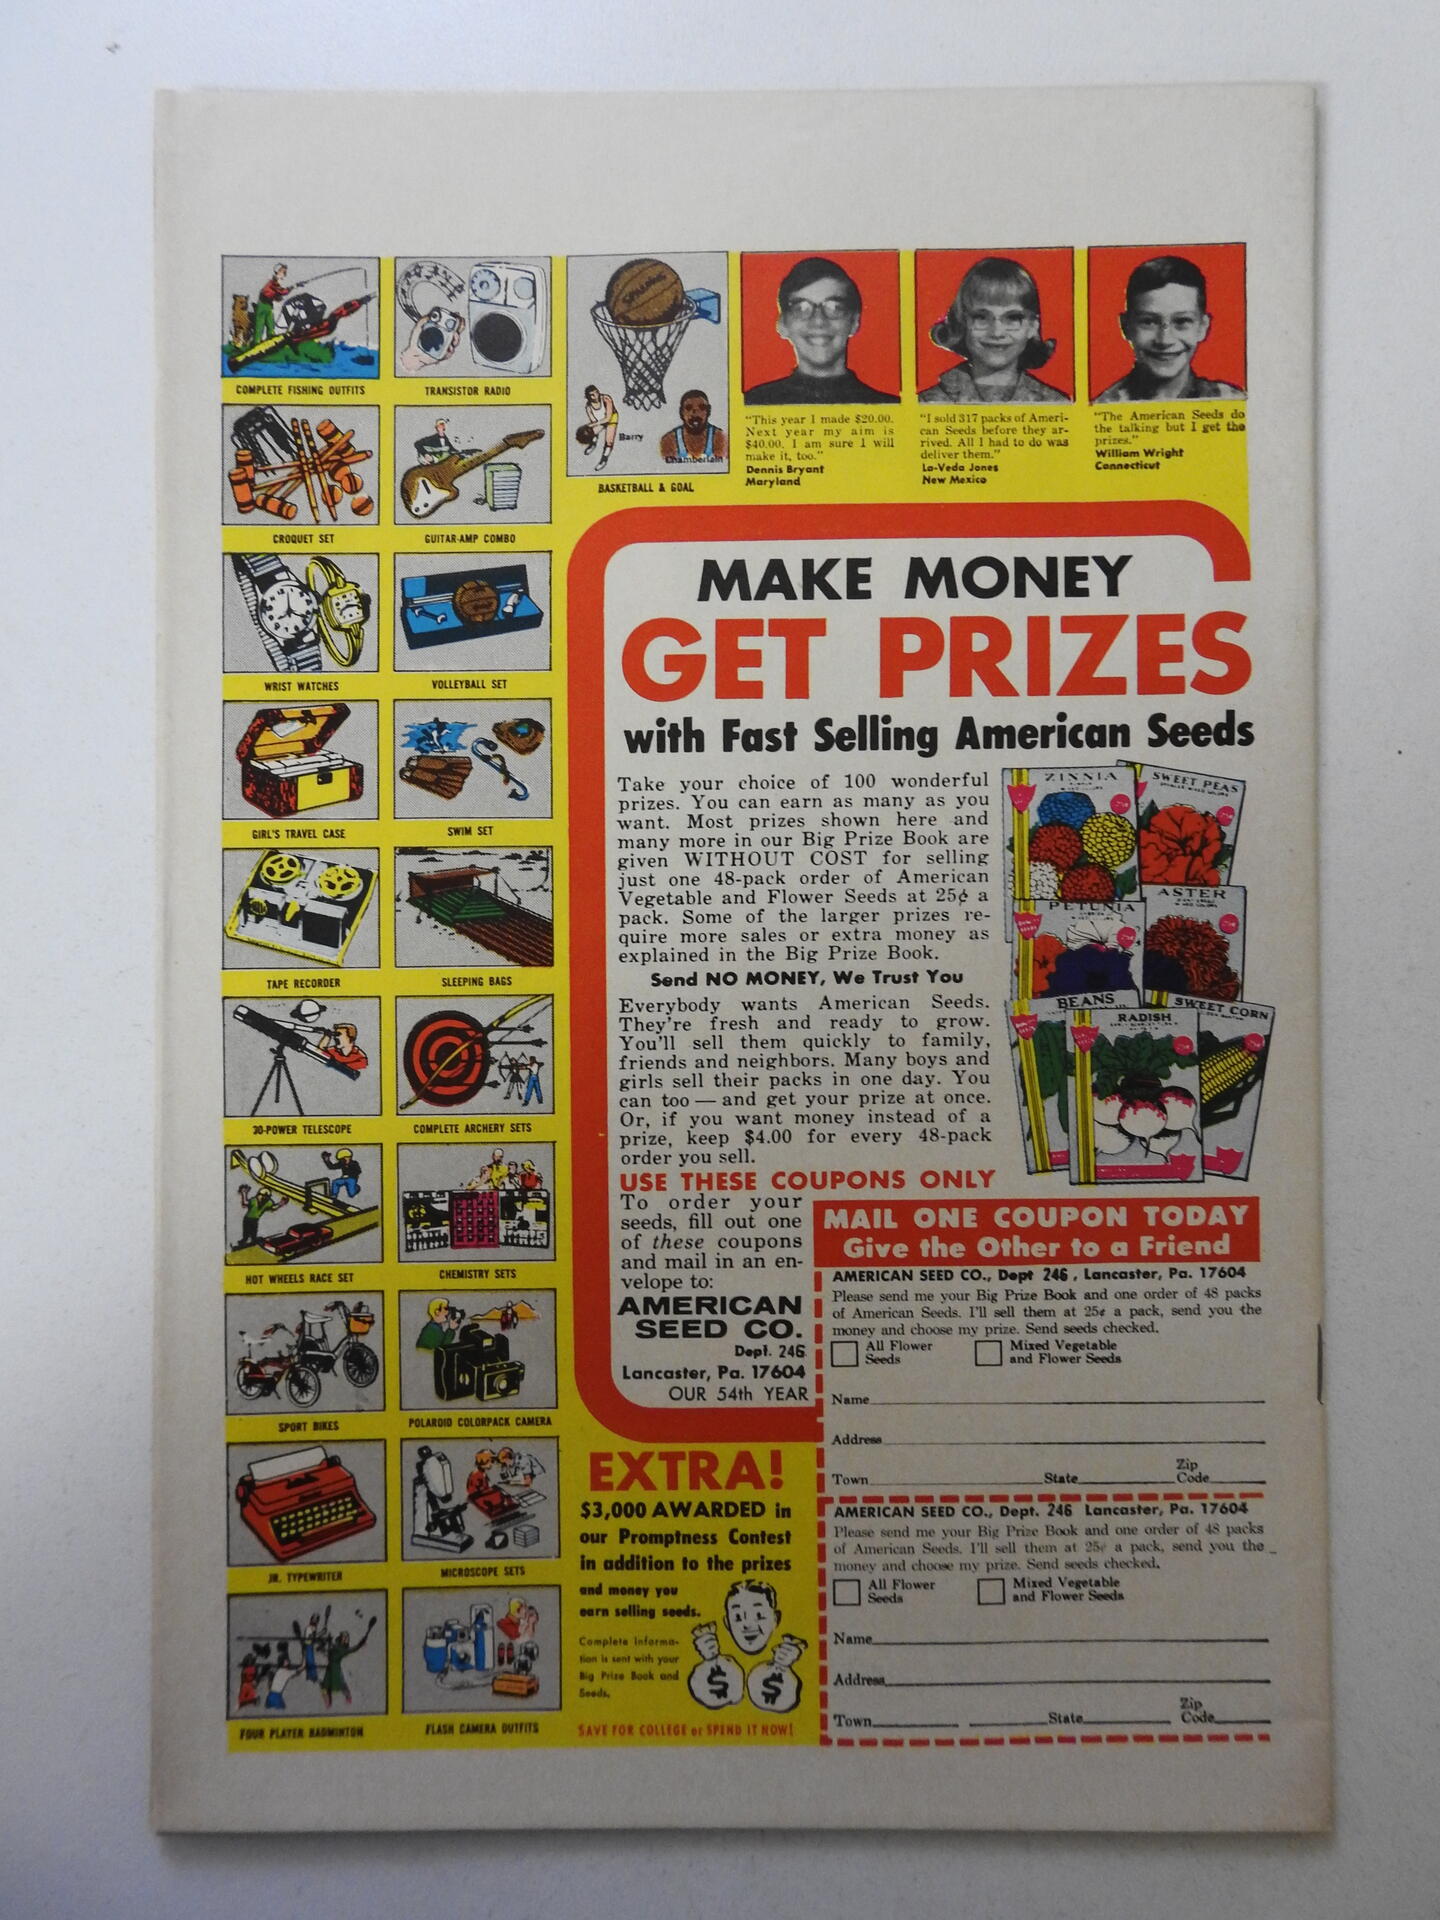 COMPLETE FISHING OUTFITS
TRANSISTOR RADIO
CROQUET SET
GUITAR-AMP COMBO
WRIST WATCHES
VOLLEYBALL SET
GIRL'S TRAVEL CASE
SWIM SET
TAPE RECORDER
SLEEPING BAGS
30-POWER TELESCOPE
COMPLETE ARCHERY SETS
HOT WHEELS RACE SET
CHEMISTRY SETS
SPORT BIKES
POLAROID COLORPACK CAMERA
JR. TYPEWRITER
MICROSCOPE SETS
FOUR PLAYER BADMINTON
FLASH CAMERA OUTFITS
SPALDING
Barry
Chamberlain
BASKETBALL & GOAL
"This year I made $20.00.
Next year my aim is
$40.00. I am sure I will
make it, too."
Dennis Bryant
Maryland
"I sold 317 packs of Ameri-
can Seeds before they ar-
rived. All I had to do was
deliver them."
La-Veda Jones
New Mexico
"The American Seeds do
the talking but I get the
prizes."
William Wright
Connecticut
MAKE MONEY
GET PRIZES
with Fast Selling American Seeds
Take your choice of 100 wonderful
prizes. You can earn as many as you
want. Most prizes shown here and
many more in our Big Prize Book are
given WITHOUT COST for selling
just one 48-pack order of American
Vegetable and Flower Seeds at 25¢ a
pack. Some of the larger prizes re-
quire more sales or extra money as
explained in the Big Prize Book.
Send NO MONEY, We Trust You
Everybody wants American Seeds.
They're fresh and ready to grow.
You'll sell them quickly to family,
friends and neighbors. Many boys and
girls sell their packs in one day. You
can too — and get your prize at once.
Or, if you want money instead of a
prize, keep $4.00 for every 48-pack
order you sell.
ZINNIA
SWEET PEAS
PETUNIA
ASTER
BEANS
RADISH
SWEET CORN
USE THESE COUPONS ONLY
To order your
seeds, fill out one
of these coupons
and mail in an en-
velope to:
AMERICAN
SEED CO.
Dept. 246
Lancaster, Pa. 17604
OUR 54th YEAR
MAIL ONE COUPON TODAY
Give the Other to a Friend
AMERICAN SEED CO., Dept 246, Lancaster, Pa. 17604
Please send me your Big Prize Book and one order of 48 packs
of American Seeds. I'll sell them at 25¢ a pack, send you the
money and choose my prize. Send seeds checked.
All Flower
Seeds
Mixed Vegetable
and Flower Seeds
Name
Address
Town State Zip Code
AMERICAN SEED CO., Dept. 246 Lancaster, Pa. 17604
Please send me your Big Prize Book and one order of 48 packs
of American Seeds. I'll sell them at 25¢ a pack, send you the
money and choose my prize. Send seeds checked.
All Flower
Seeds
Mixed Vegetable
and Flower Seeds
Name
Address
Town State Zip Code
EXTRA!
$3,000 AWARDED in
our Promptness Contest
in addition to the prizes
and money you
earn selling seeds.
Complete Informa-
tion is sent with your
Big Prize Book and
Seeds.
$ $
SAVE FOR COLLEGE or SPEND IT NOW!